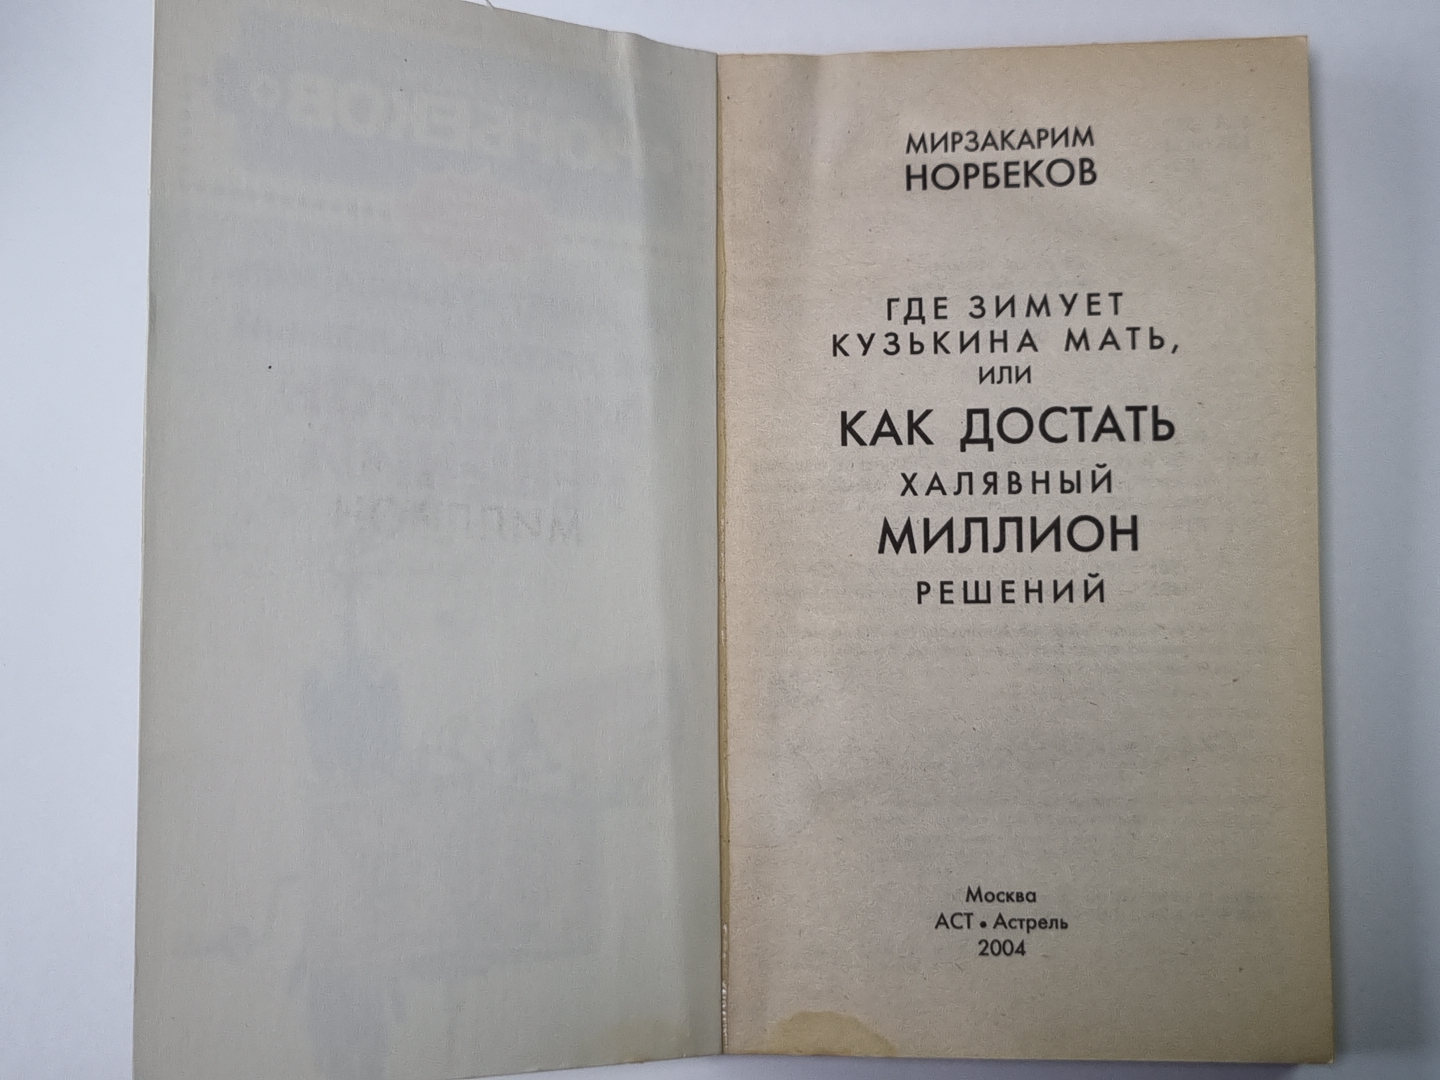 МИРЗАКАРИМ
НОРБЕКОВ
ГДЕ ЗИМУЕТ
КУЗЬКИНА МАТЬ,
ИЛИ
КАК ДОСТАТЬ
ХАЛЯВНЫЙ
МИЛЛИОН
РЕШЕНИЙ
Москва
АСТ • Астрель
2004